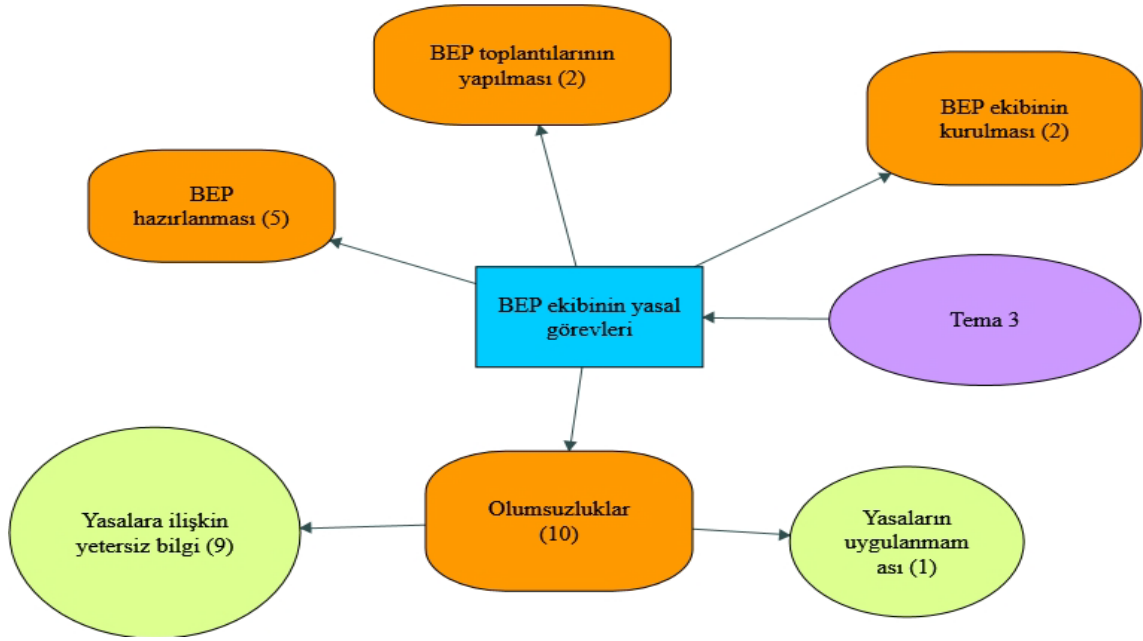 BEP toplantılarının
yapılması (2)
BEP ekibinin
kurulması (2)
BEP
hazırlanması (5)
BEP ekibinin yasal
görevleri
Tema 3
Yasalara ilişkin
yetersiz bilgi (9)
Olumsuzluklar
(10)
Yasaların
uygulanmam
ası (1)